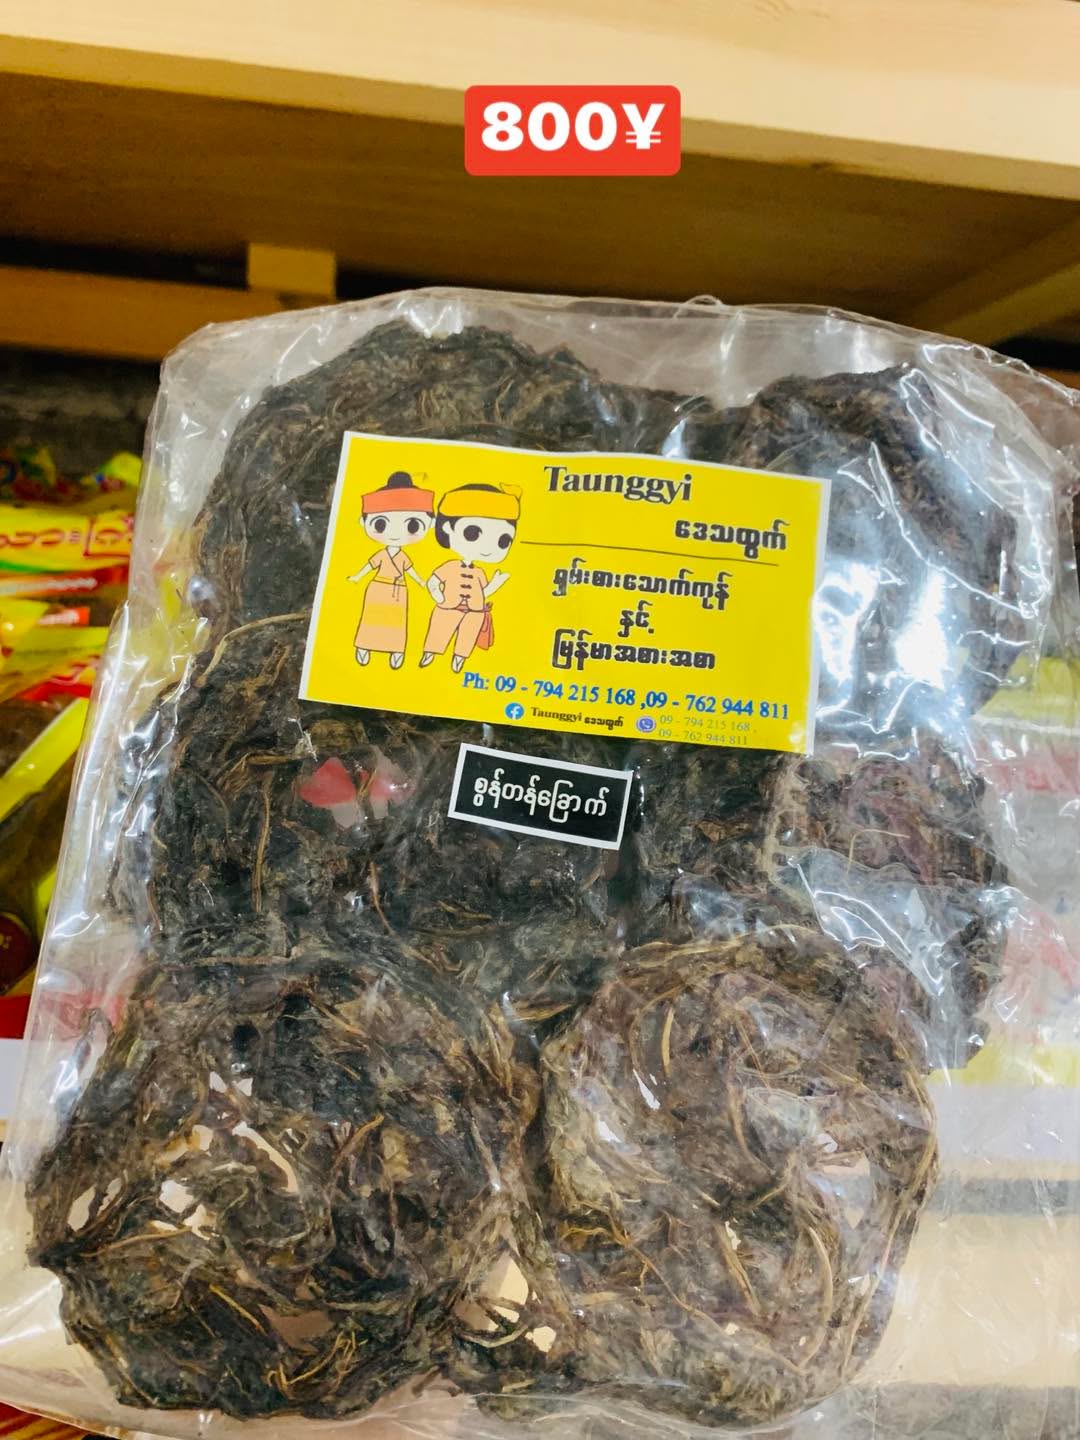 800¥
Taunggyi
ဒေသထွက်
ရှမ်းစားသောက်ကုန်
နှင့်
မြန်မာအစားအစာ
Ph: 09 - 794 215 168 ,09 - 762 944 811
Taunggyi ဒေသထွက်
09 - 794 215 168 ,
09 - 762 944 811
စွန်တန်ခြောက်